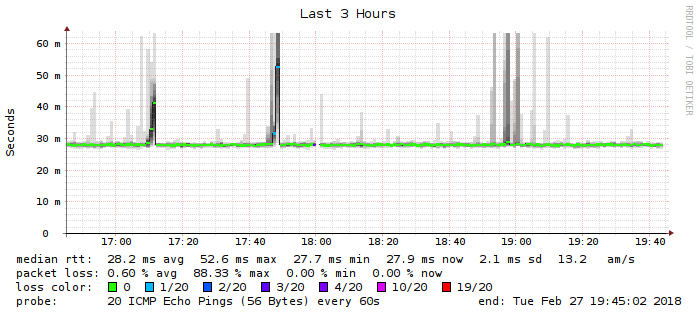 Last 3 Hours
RRDTOOL / TOBI OETIKER
Seconds
60 m
50 m
40 m
30 m
20 m
10 m
0
17:00 17:20 17:40 18:00 18:20 18:40 19:00 19:20 19:40
median rtt: 28.2 ms avg 52.6 ms max 27.7 ms min 27.9 ms now 2.1 ms sd 13.2 am/s
packet loss: 0.60 % avg 88.33 % max 0.00 % min 0.00 % now
loss color: 0 1/20 2/20 3/20 4/20 10/20 19/20
probe: 20 ICMP Echo Pings (56 Bytes) every 60s end: Tue Feb 27 19:45:02 2018